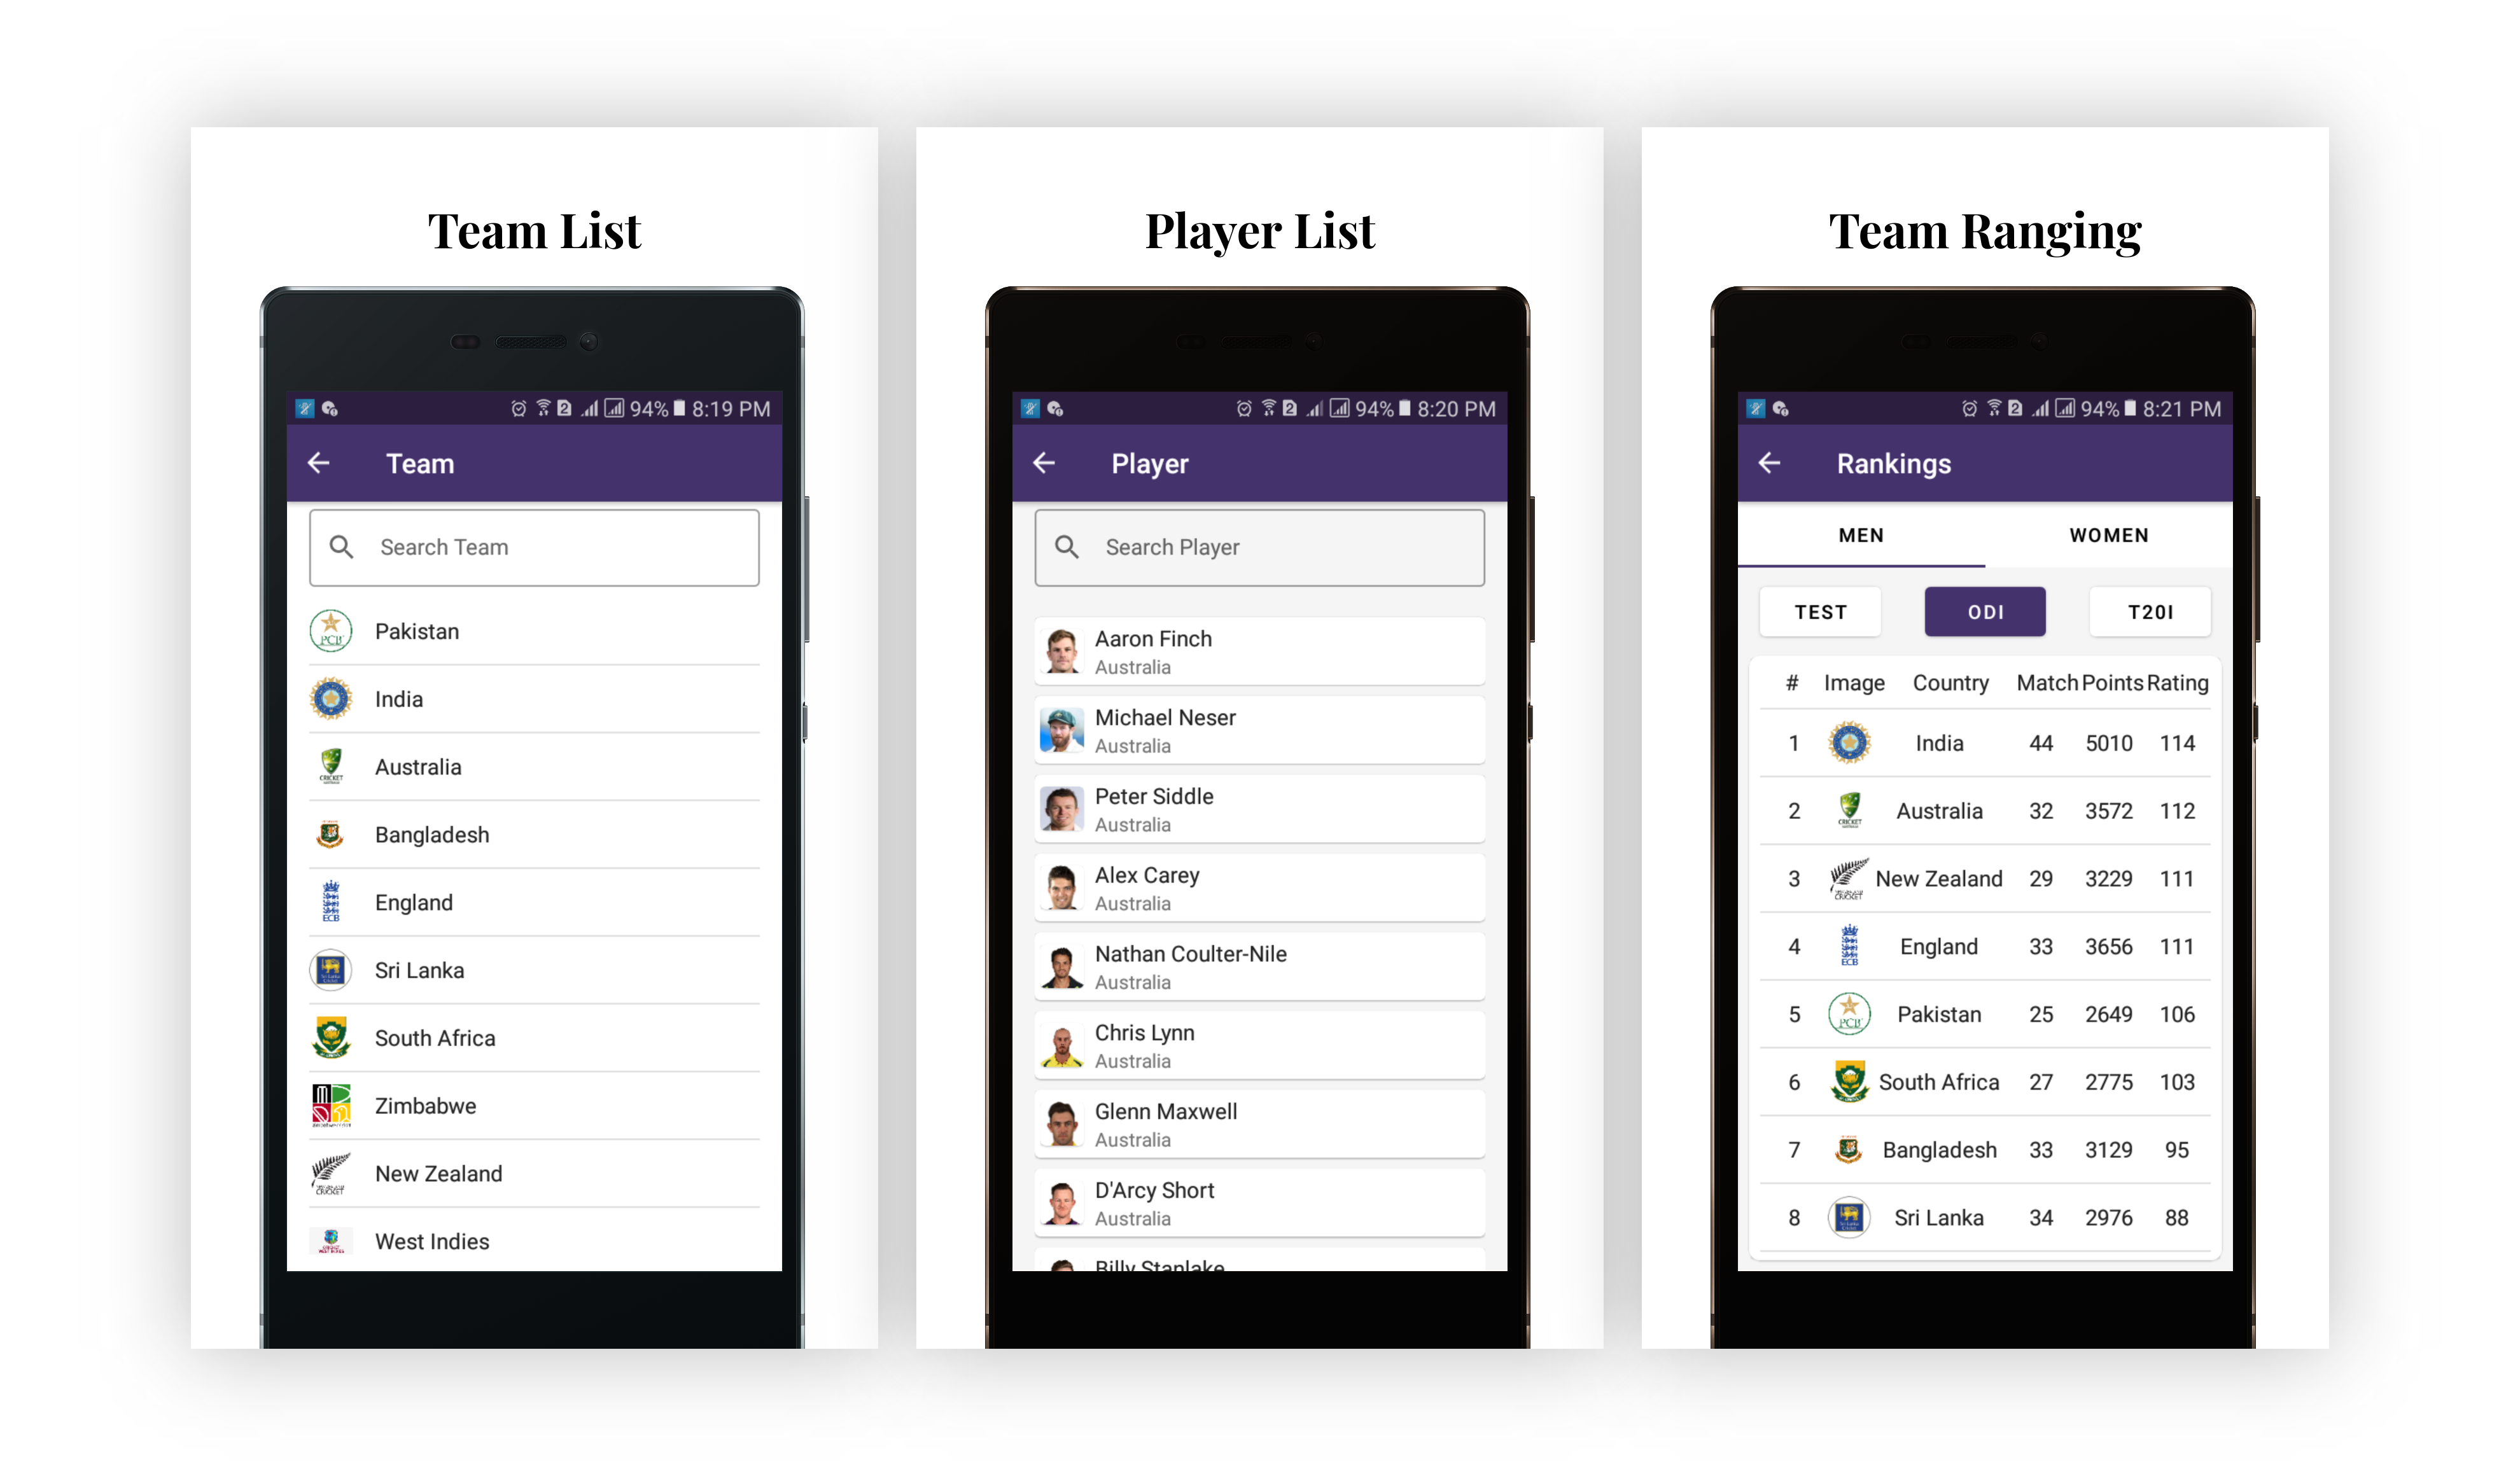 Team List
94% 8:19 PM
Team
Search Team
Pakistan
India
Australia
Bangladesh
England
Sri Lanka
South Africa
Zimbabwe
New Zealand
West Indies
Player List
94% 8:20 PM
Player
Search Player
Aaron Finch
Australia
Michael Neser
Australia
Peter Siddle
Australia
Alex Carey
Australia
Nathan Coulter-Nile
Australia
Chris Lynn
Australia
Glenn Maxwell
Australia
D'Arcy Short
Australia
Billy Stanlake
Team Ranging
94% 8:21 PM
Rankings
MEN WOMEN
TEST ODI T20I
# Image Country Match Points Rating
1 India 44 5010 114
2 Australia 32 3572 112
3 New Zealand 29 3229 111
4 England 33 3656 111
5 Pakistan 25 2649 106
6 South Africa 27 2775 103
7 Bangladesh 33 3129 95
8 Sri Lanka 34 2976 88